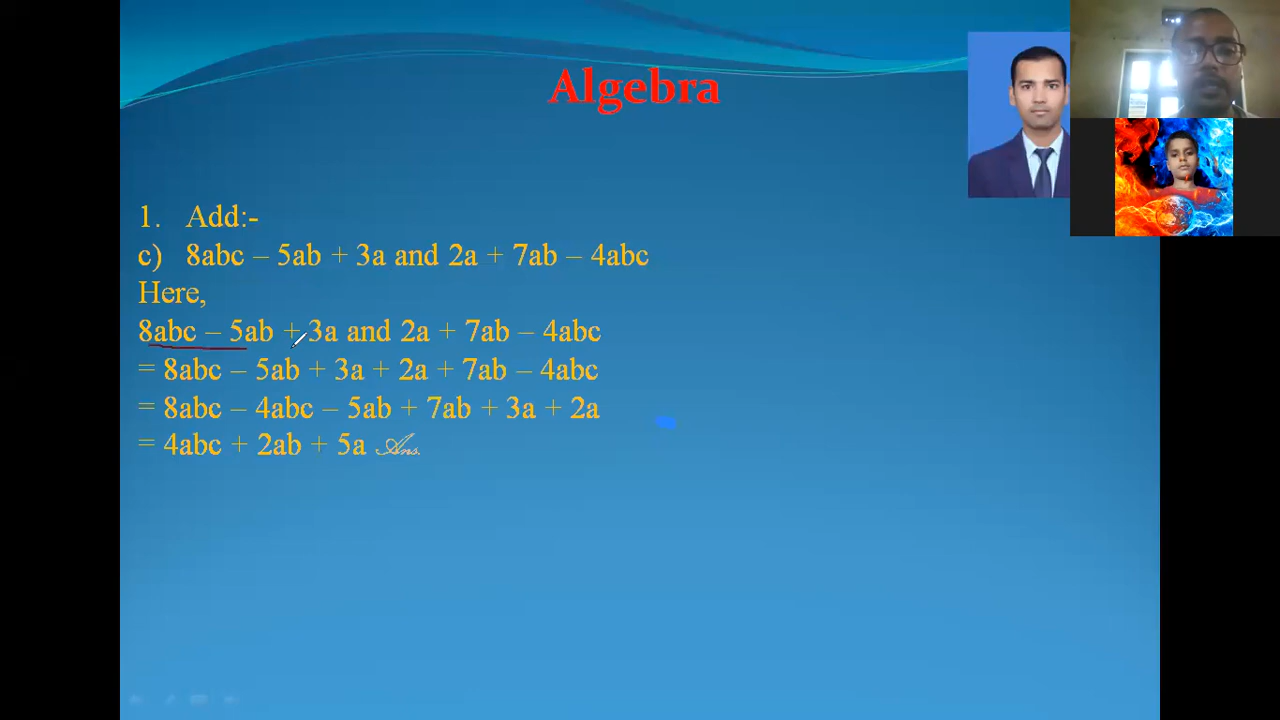 Algebra
1. Add:-
c) 8abc – 5ab + 3a and 2a + 7ab – 4abc
Here,
8abc – 5ab + 3a and 2a + 7ab – 4abc
= 8abc – 5ab + 3a + 2a + 7ab – 4abc
= 8abc – 4abc – 5ab + 7ab + 3a + 2a
= 4abc + 2ab + 5a Ans.